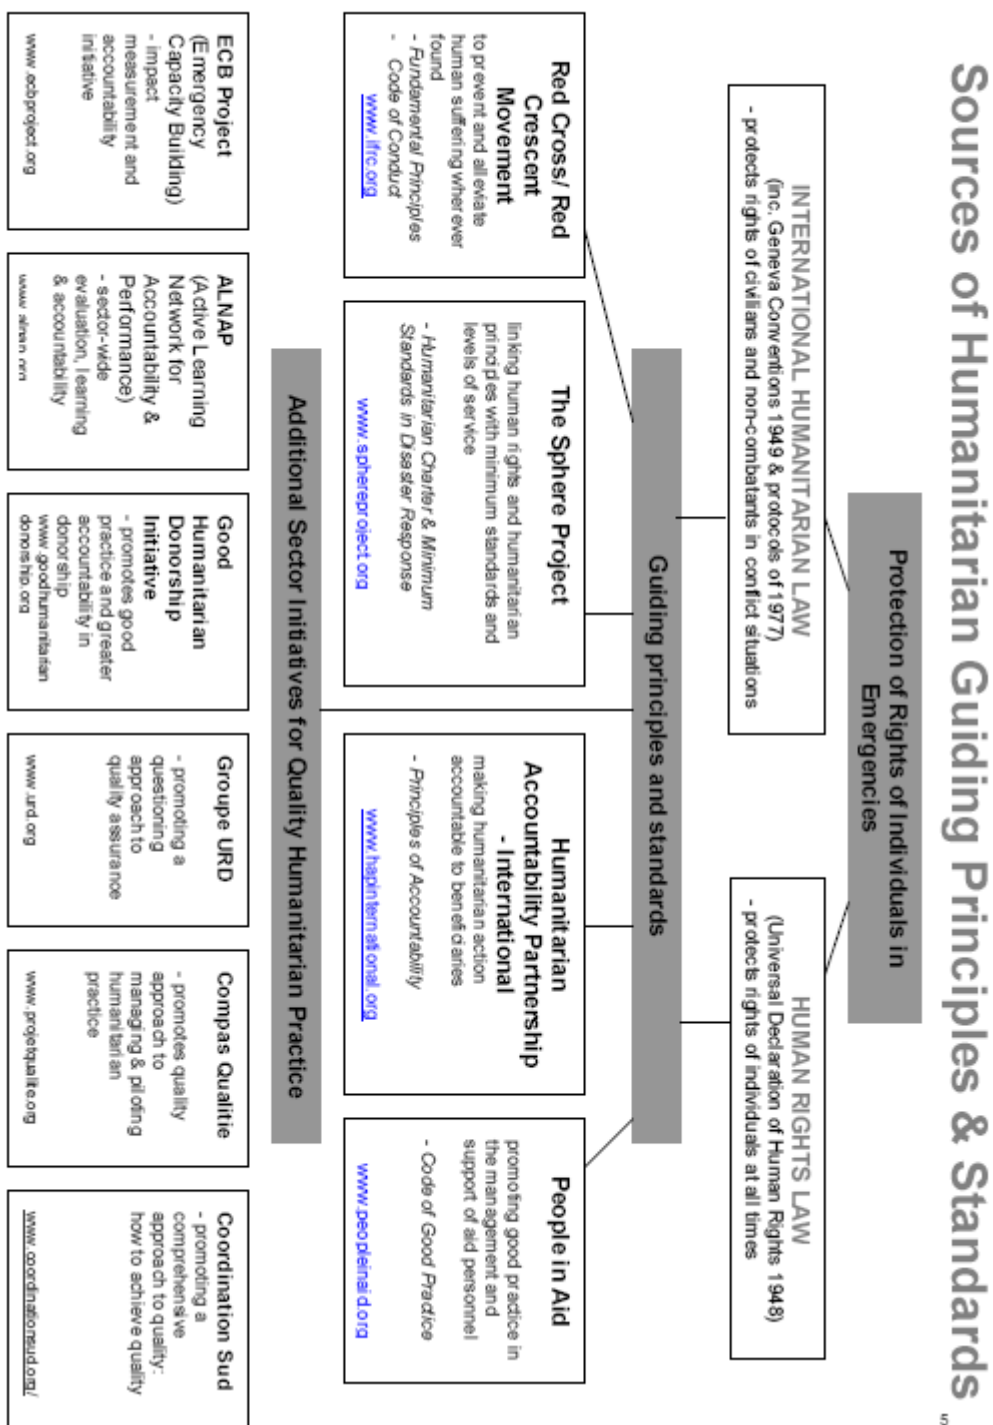 Sources of Humanitarian Guiding Principles & Standards
Protection of Rights of Individuals in
Emergencies
INTERNATIONAL HUMANITARIAN LAW
(inc. Geneva Conventions 1949 & protocols of 1977)
- protects rights of civilians and non-combatants in conflict situations
HUMAN RIGHTS LAW
(Universal Declaration of Human Rights 1948)
- protects rights of individuals at all times
Guiding principles and standards
Red Cross/ Red
Crescent
Movement
to prevent and alleviate
human suffering wherever
found
- Fundamental Principles
- Code of Conduct
www.ifrc.org
The Sphere Project
linking human rights and humanitarian
principles with minimum standards and
levels of service
- Humanitarian Charter & Minimum
Standards in Disaster Response
www.sphereproject.org
Humanitarian
Accountability Partnership
- International
making humanitarian action
accountable to beneficiaries
- Principles of Accountability
www.hapinternational.org
People in Aid
promoting good practice in
the management and
support of aid personnel
- Code of Good Practice
www.peopleinaid.org
Additional Sector Initiatives for Quality Humanitarian Practice
ECB Project
(Emergency
Capacity Building)
- impact
measurement and
accountability
initiative
www.ecbproject.org
ALNAP
(Active Learning
Network for
Accountability &
Performance)
- sector-wide
evaluation, learning
& accountability
www.alnap.org
Good
Humanitarian
Donorship
Initiative
- promotes good
practice and greater
accountability in
donorship
www.goodhumanitarian
donorship.org
Groupe URD
- promoting a
questioning
approach to
quality assurance
www.urd.org
Compas Qualitie
- promotes quality
approach to
managing & piloting
humanitarian
practice
www.projetqualite.org
Coordination Sud
- promoting a
comprehensive
approach to quality:
how to achieve quality
www.coordinationsud.org/
5